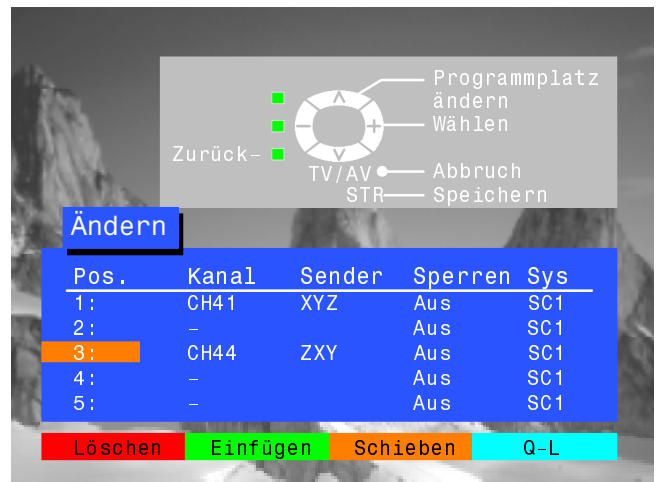 Programmplatz
ändern
Wählen
Zurück–
TV/AV Abbruch
STR Speichern
Ändern
Pos. Kanal Sender Sperren Sys
1: CH41 XYZ Aus SC1
2: – Aus SC1
3: CH44 ZXY Aus SC1
4: – Aus SC1
5: – Aus SC1
Löschen Einfügen Schieben Q–L